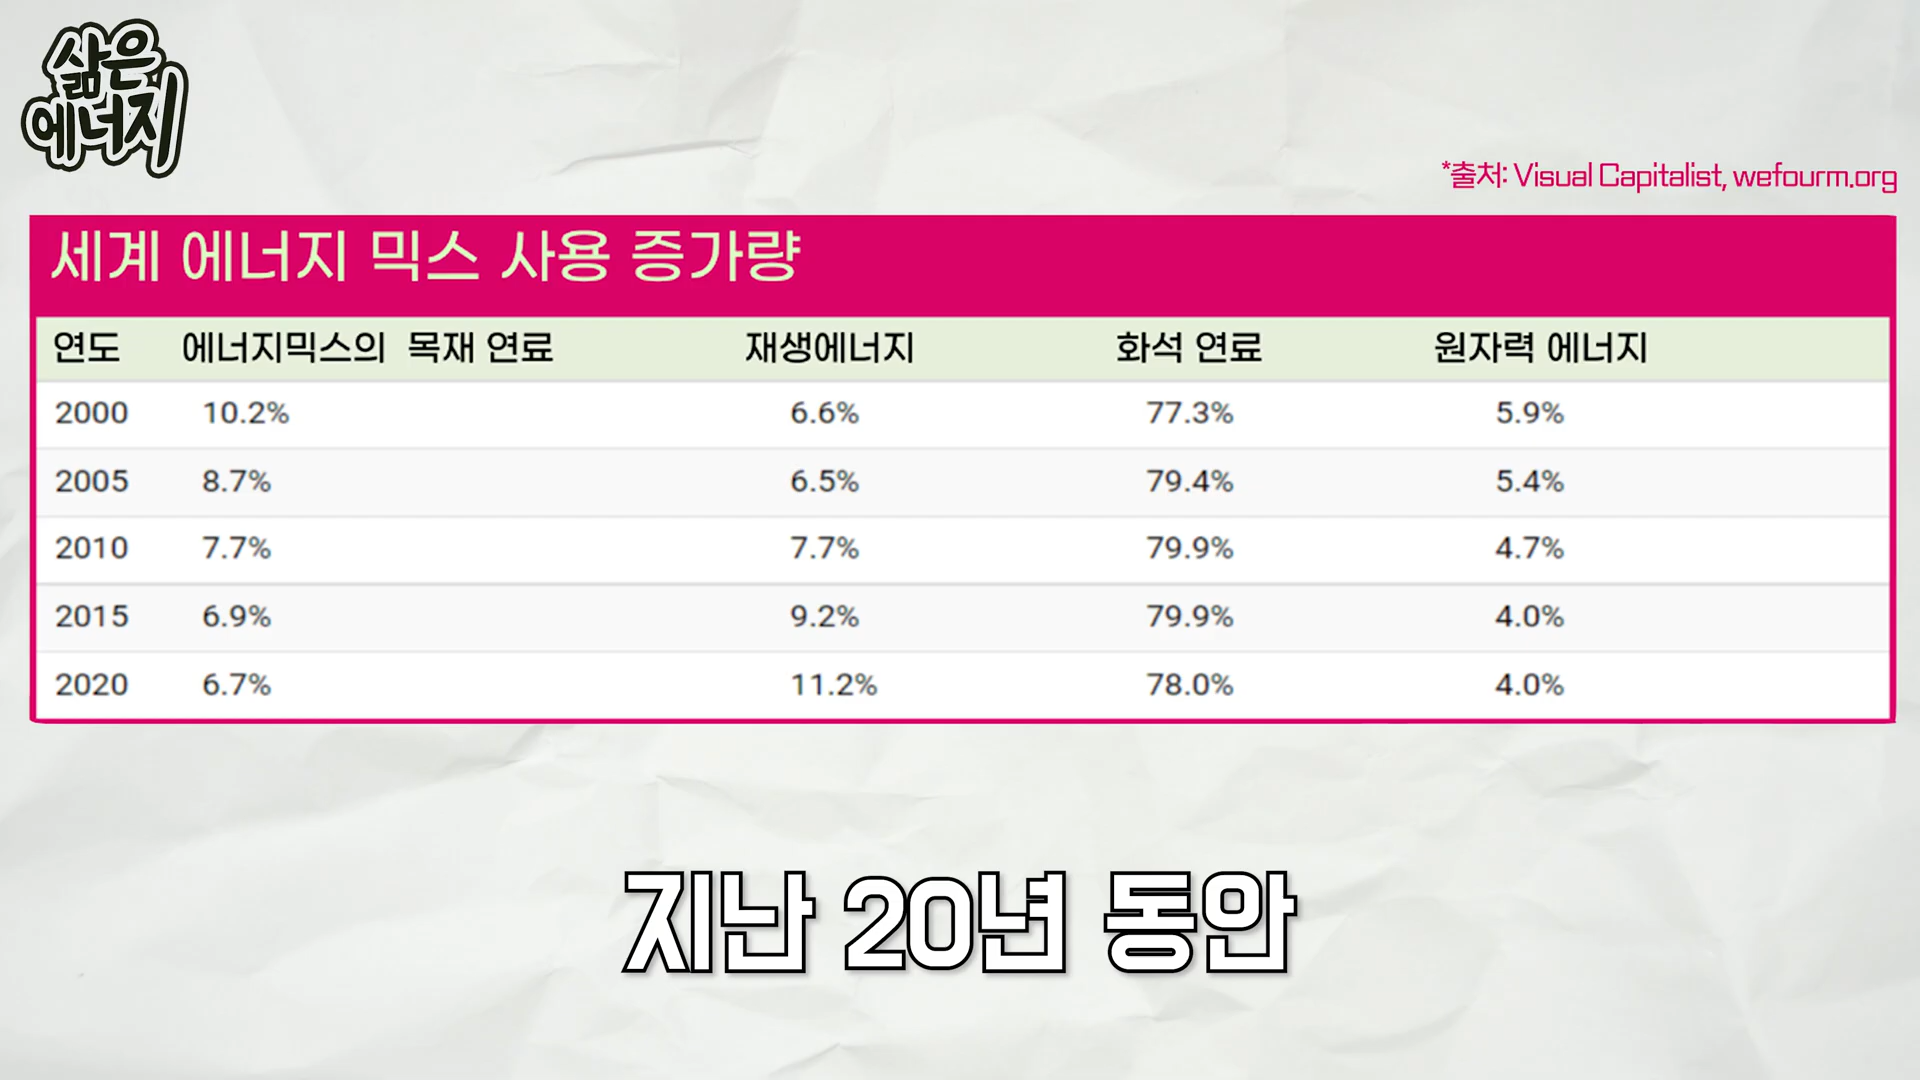 삶은
에너지
*출처: Visual Capitalist, wefourm.org
세계 에너지 믹스 사용 증가량
연도 에너지믹스의 목재 연료 재생에너지 화석 연료 원자력 에너지
2000 10.2% 6.6% 77.3% 5.9%
2005 8.7% 6.5% 79.4% 5.4%
2010 7.7% 7.7% 79.9% 4.7%
2015 6.9% 9.2% 79.9% 4.0%
2020 6.7% 11.2% 78.0% 4.0%
지난 20년 동안